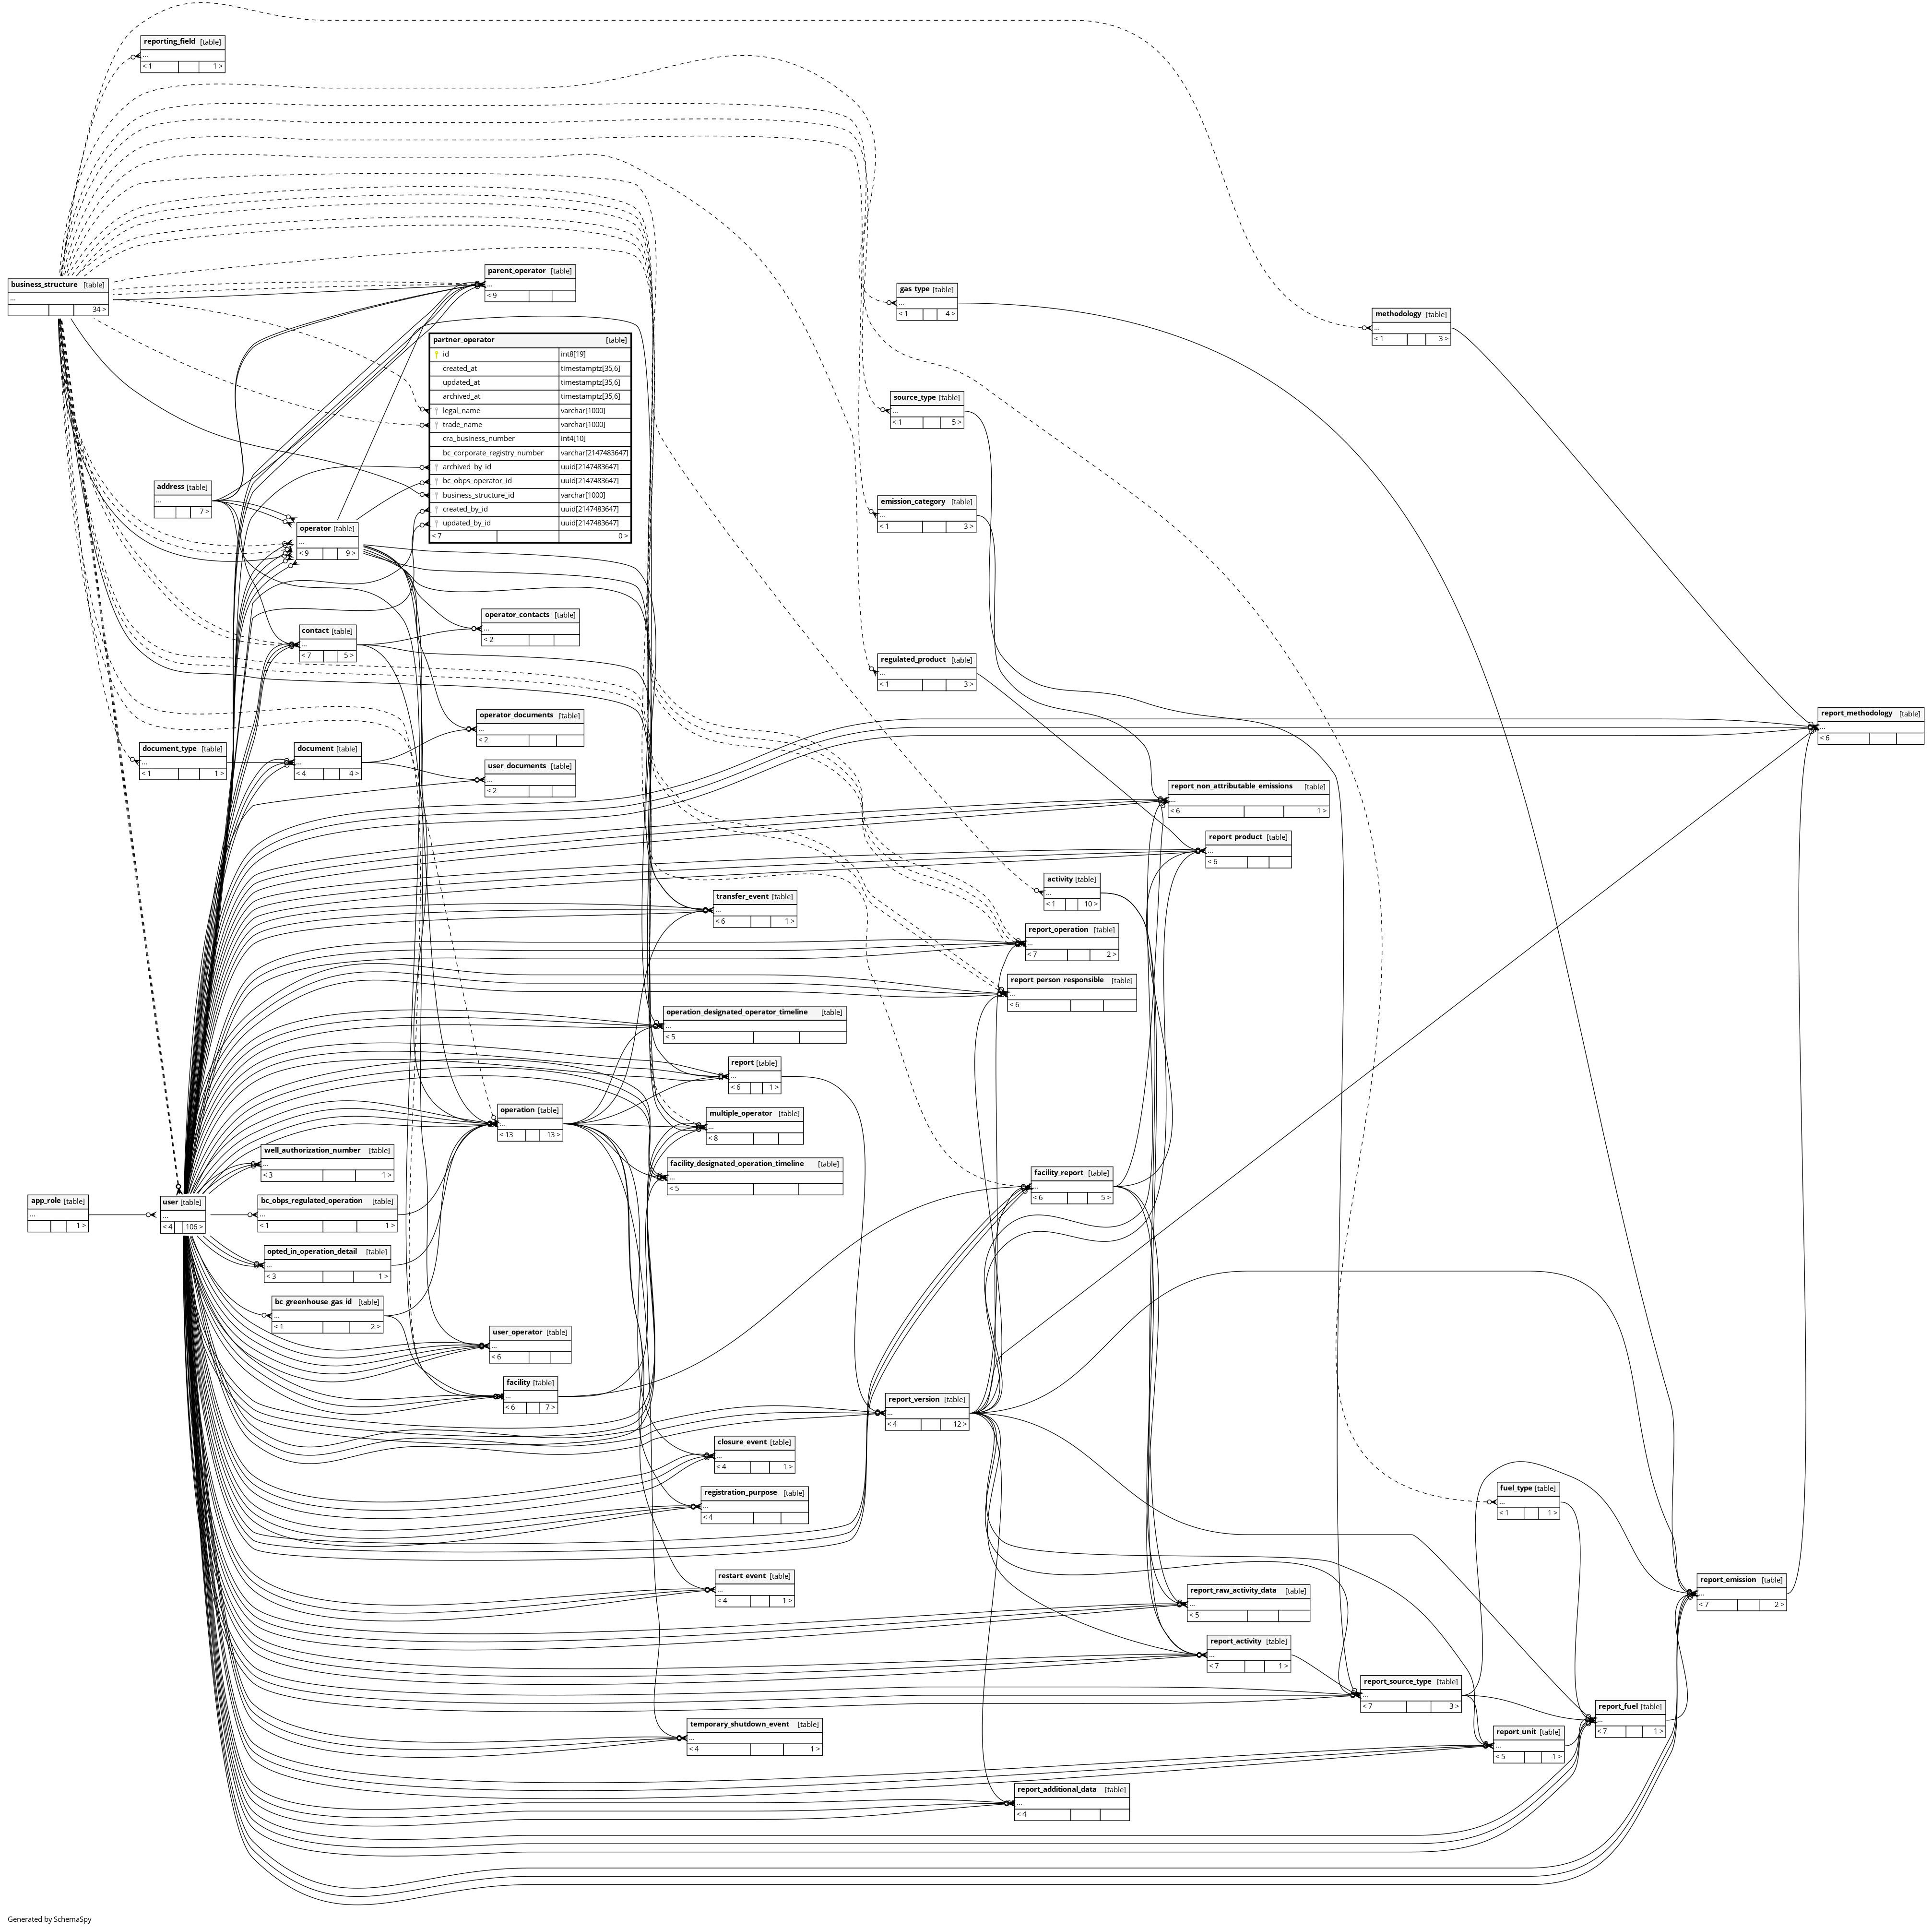 reporting_field [table]
...
< 1 1 >
business_structure [table]
...
34 >
parent_operator [table]
...
< 9
gas_type [table]
...
< 1 4 >
methodology [table]
...
< 1 3 >
partner_operator [table]
id int8[19]
created_at timestamptz[35,6]
updated_at timestamptz[35,6]
archived_at timestamptz[35,6]
legal_name varchar[1000]
trade_name varchar[1000]
cra_business_number int4[10]
bc_corporate_registry_number varchar[2147483647]
archived_by_id uuid[2147483647]
bc_obps_operator_id uuid[2147483647]
business_structure_id varchar[1000]
created_by_id uuid[2147483647]
updated_by_id uuid[2147483647]
< 7 0 >
source_type [table]
...
< 1 5 >
address [table]
...
7 >
emission_category [table]
...
< 1 3 >
operator [table]
...
< 9 9 >
operator_contacts [table]
...
< 2
contact [table]
...
< 7 5 >
regulated_product [table]
...
< 1 3 >
operator_documents [table]
...
< 2
report_methodology [table]
...
< 6
document_type [table]
...
< 1 1 >
document [table]
...
< 4 4 >
user_documents [table]
...
< 2
report_non_attributable_emissions [table]
...
< 6 1 >
report_product [table]
...
< 6
activity [table]
...
< 1 10 >
transfer_event [table]
...
< 6 1 >
report_operation [table]
...
< 7 2 >
report_person_responsible [table]
...
< 6
operation_designated_operator_timeline [table]
...
< 5
report [table]
...
< 6 1 >
operation [table]
...
< 13 13 >
multiple_operator [table]
...
< 8
well_authorization_number [table]
...
< 3 1 >
facility_designated_operation_timeline [table]
...
< 5
facility_report [table]
...
< 6 5 >
app_role [table]
...
1 >
user [table]
...
< 4 106 >
bc_obps_regulated_operation [table]
...
< 1 1 >
opted_in_operation_detail [table]
...
< 3 1 >
bc_greenhouse_gas_id [table]
...
< 1 2 >
user_operator [table]
...
< 6
facility [table]
...
< 6 7 >
report_version [table]
...
< 4 12 >
closure_event [table]
...
< 4 1 >
registration_purpose [table]
...
< 4
fuel_type [table]
...
< 1 1 >
restart_event [table]
...
< 4 1 >
report_raw_activity_data [table]
...
< 5
report_emission [table]
...
< 7 2 >
report_activity [table]
...
< 7 1 >
report_source_type [table]
...
< 7 3 >
report_fuel [table]
...
< 7 1 >
temporary_shutdown_event [table]
...
< 4 1 >
report_unit [table]
...
< 5 1 >
report_additional_data [table]
...
< 4
Generated by SchemaSpy